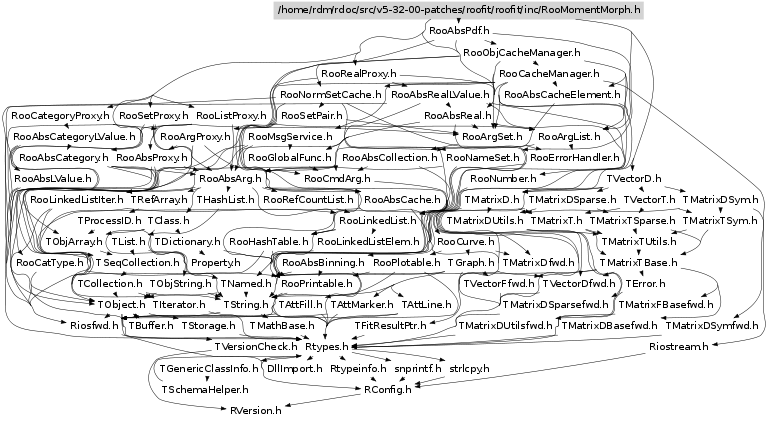 /home/rdm/rdoc/src/v5-32-00-patches/roofit/roofit/inc/RooMomentMorph.h
RooAbsPdf.h
RooObjCacheManager.h
RooRealProxy.h RooCacheManager.h
RooNormSetCache.h RooAbsRealLValue.h RooAbsCacheElement.h
RooCategoryProxy.h RooSetProxy.h RooListProxy.h RooSetPair.h RooAbsReal.h
RooAbsCategoryLValue.h RooArgProxy.h RooMsgService.h RooArgSet.h RooArgList.h
RooAbsCategory.h RooAbsProxy.h RooGlobalFunc.h RooAbsCollection.h RooNameSet.h RooErrorHandler.h
RooAbsLValue.h RooAbsArg.h RooCmdArg.h RooNumber.h TVectorD.h
RooLinkedListIter.h TRefArray.h THashList.h RooRefCountList.h RooAbsCache.h TMatrixD.h TMatrixDSparse.h TVectorT.h TMatrixDSym.h
TProcessID.h TClass.h RooLinkedList.h TMatrixDUtils.h TMatrixT.h TMatrixTSparse.h TMatrixTSym.h
TObjArray.h TList.h TDictionary.h RooHashTable.h RooLinkedListElem.h RooCurve.h TMatrixTUtils.h
RooCatType.h TSeqCollection.h Property.h RooAbsBinning.h RooPlotable.h TGraph.h TMatrixDfwd.h TMatrixTBase.h
TCollection.h TObjString.h TNamed.h RooPrintable.h TVectorFfwd.h TVectorDfwd.h TError.h
TObject.h TIterator.h TString.h TAttFill.h TAttMarker.h TAttLine.h TMatrixDSparsefwd.h TMatrixFBasefwd.h
Riosfwd.h TBuffer.h TStorage.h TMathBase.h TFitResultPtr.h TMatrixDUtilsfwd.h TMatrixDBasefwd.h TMatrixDSymfwd.h
TVersionCheck.h Rtypes.h Riostream.h
TGenericClassInfo.h DllImport.h Rtypeinfo.h snprintf.h strlcpy.h
TSchemaHelper.h RConfig.h
RVersion.h